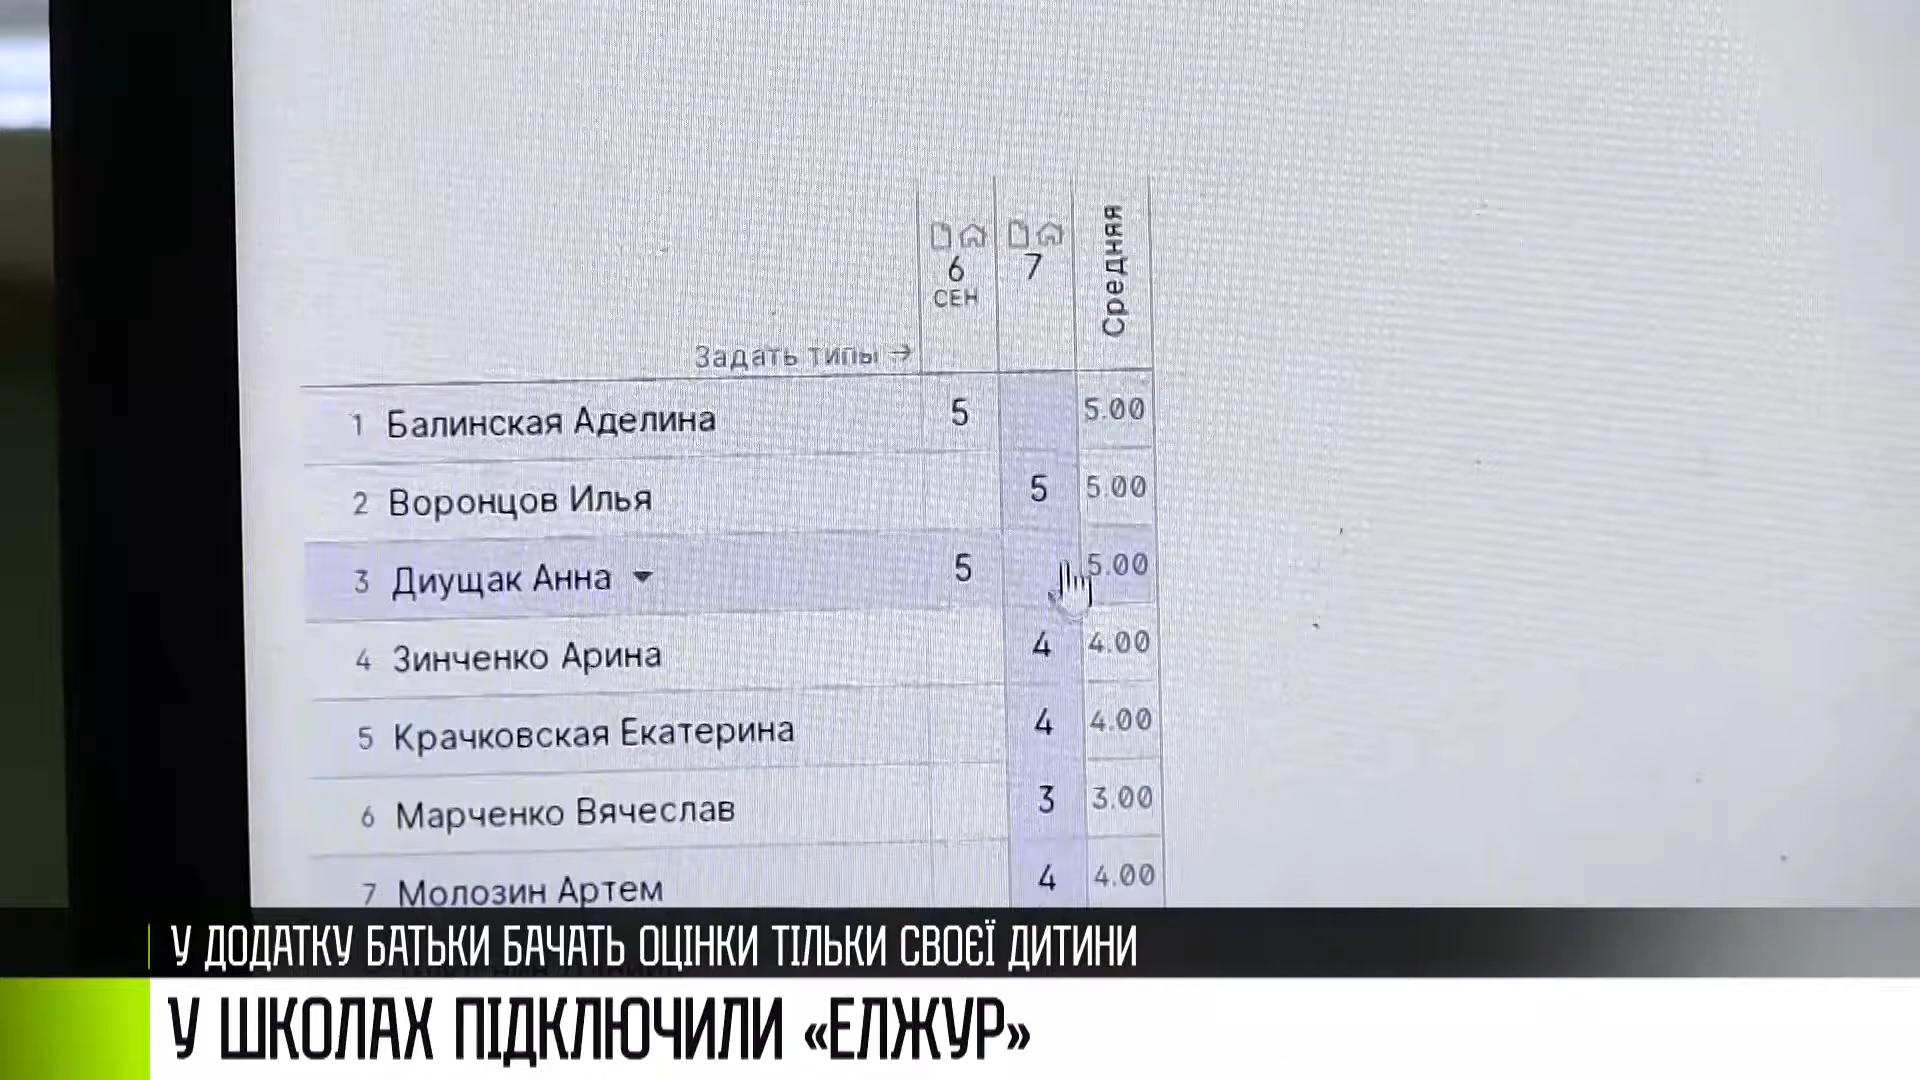 6 7 Средняя
СЕН
Задать типы →
1 Балинская Аделина 5 5.00
2 Воронцов Илья 5 5.00
3 Диущак Анна 5 5.00
4 Зинченко Арина 4 4.00
5 Крачковская Екатерина 4 4.00
6 Марченко Вячеслав 3 3.00
7 Молозин Артем 4 4.00
У ДОДАТКУ БАТЬКИ БАЧАТЬ ОЦІНКИ ТІЛЬКИ СВОЄЇ ДИТИНИ
У ШКОЛАХ ПІДКЛЮЧИЛИ «ЕЛЖУР»